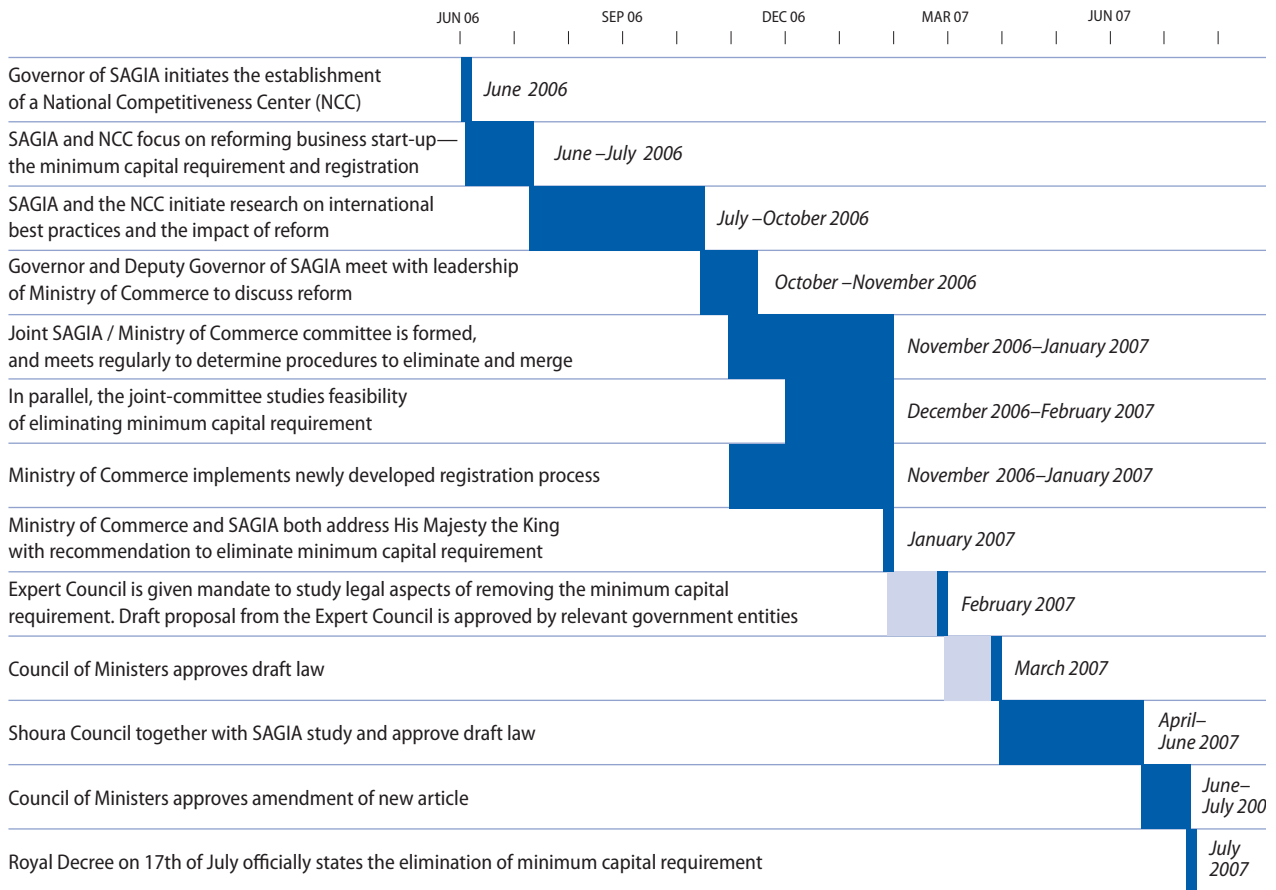 JUN 06 SEP 06 DEC 06 MAR 07 JUN 07
Governor of SAGIA initiates the establishment
of a National Competitiveness Center (NCC)
June 2006
SAGIA and NCC focus on reforming business start-up—
the minimum capital requirement and registration
June –July 2006
SAGIA and the NCC initiate research on international
best practices and the impact of reform
July –October 2006
Governor and Deputy Governor of SAGIA meet with leadership
of Ministry of Commerce to discuss reform
October –November 2006
Joint SAGIA / Ministry of Commerce committee is formed,
and meets regularly to determine procedures to eliminate and merge
November 2006–January 2007
In parallel, the joint-committee studies feasibility
of eliminating minimum capital requirement
December 2006–February 2007
Ministry of Commerce implements newly developed registration process
November 2006–January 2007
Ministry of Commerce and SAGIA both address His Majesty the King
with recommendation to eliminate minimum capital requirement
January 2007
Expert Council is given mandate to study legal aspects of removing the minimum capital
requirement. Draft proposal from the Expert Council is approved by relevant government entities
February 2007
Council of Ministers approves draft law
March 2007
Shoura Council together with SAGIA study and approve draft law
April–
June 2007
Council of Ministers approves amendment of new article
June–
July 200
Royal Decree on 17th of July officially states the elimination of minimum capital requirement
July
2007